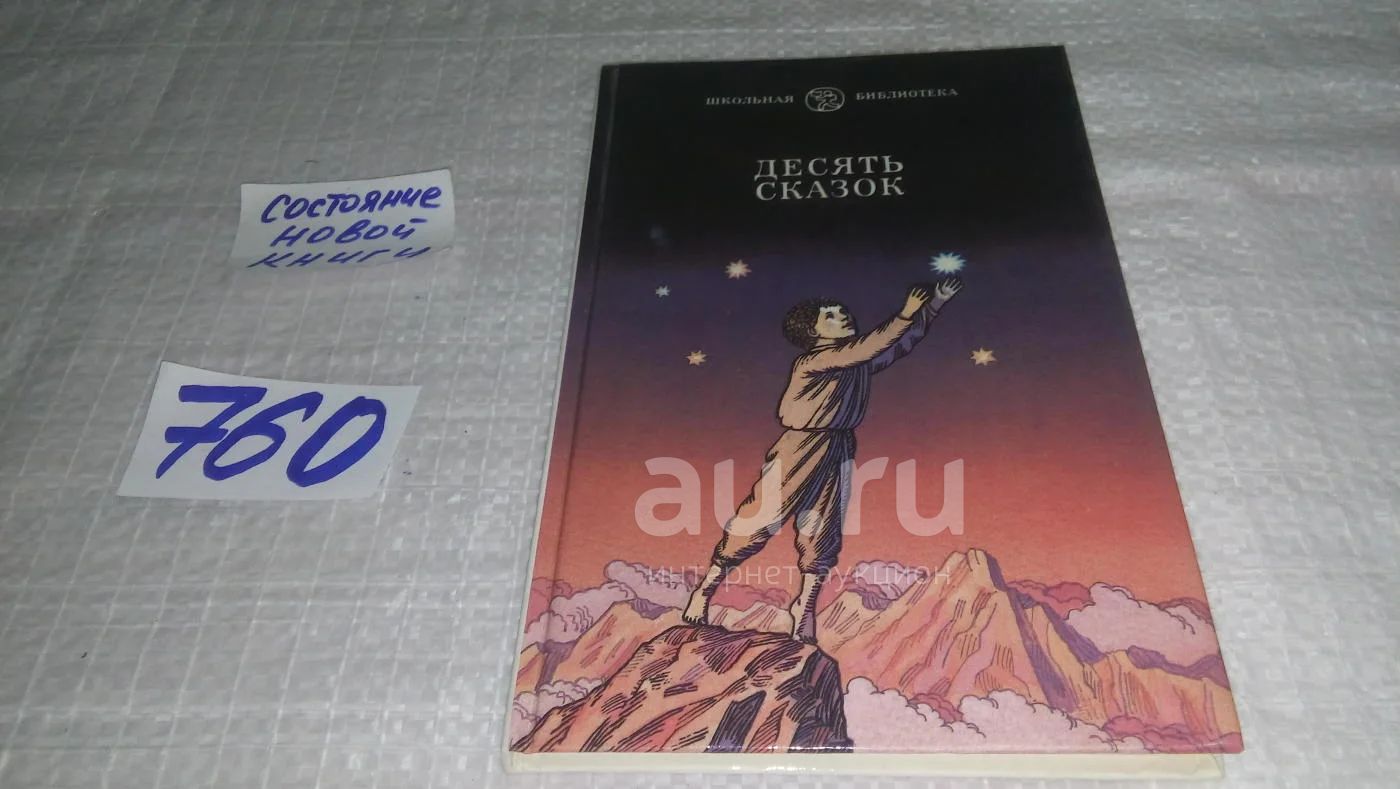 ШКОЛЬНАЯ БИБЛИОТЕКА
ДЕСЯТЬ
СКАЗОК
состояние
новой
книги
760
au.ru
интернет-аукцион